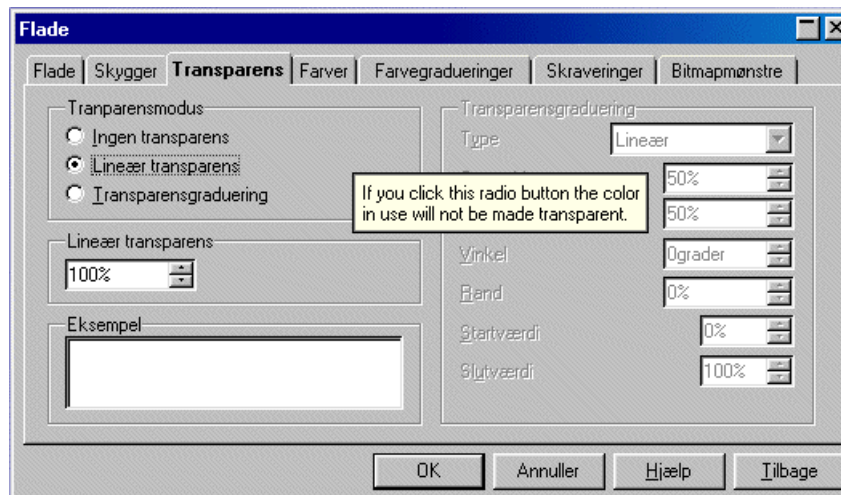 Flade
Flade Skygger Transparens Farver Farvegradueringer Skraveringer Bitmapmønstre
Tranparensmodus
Ingen transparens
Lineær transparens
Transparensgraduering
Lineær transparens
100%
Eksempel
Transparensgraduering
Type Lineær
50%
50%
If you click this radio button the color
in use will not be made transparent.
Vinkel 0grader
Rand 0%
Startværdi 0%
Slutværdi 100%
OK Annuller Hjælp Tilbage